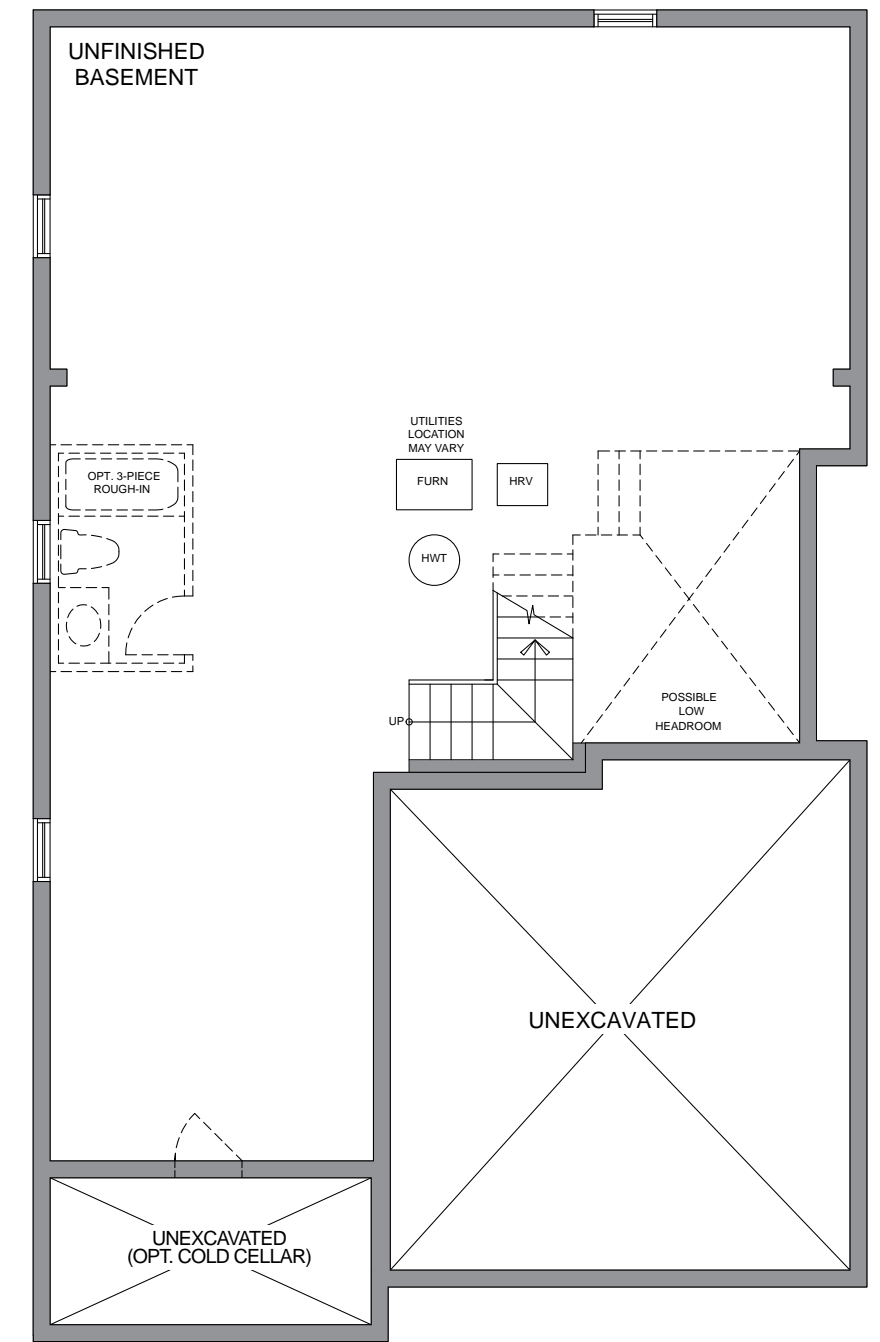 UNFINISHED
BASEMENT
UTILITIES
LOCATION
MAY VARY
OPT. 3-PIECE
ROUGH-IN
FURN
HRV
HWT
UP
POSSIBLE
LOW
HEADROOM
UNEXCAVATED
UNEXCAVATED
(OPT. COLD CELLAR)